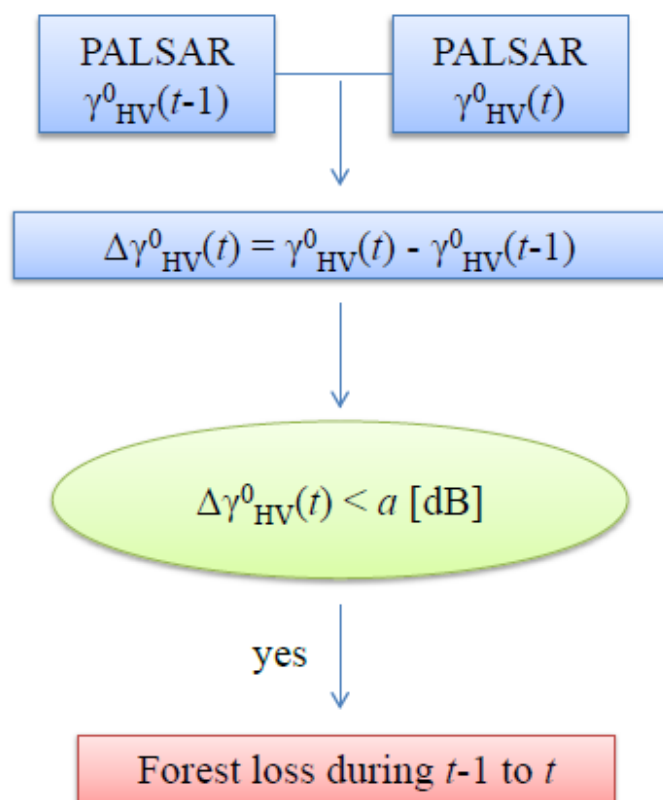 PALSAR
γ⁰HV(t-1)
PALSAR
γ⁰HV(t)
Δγ⁰HV(t) = γ⁰HV(t) - γ⁰HV(t-1)
Δγ⁰HV(t) < a [dB]
yes
Forest loss during t-1 to t